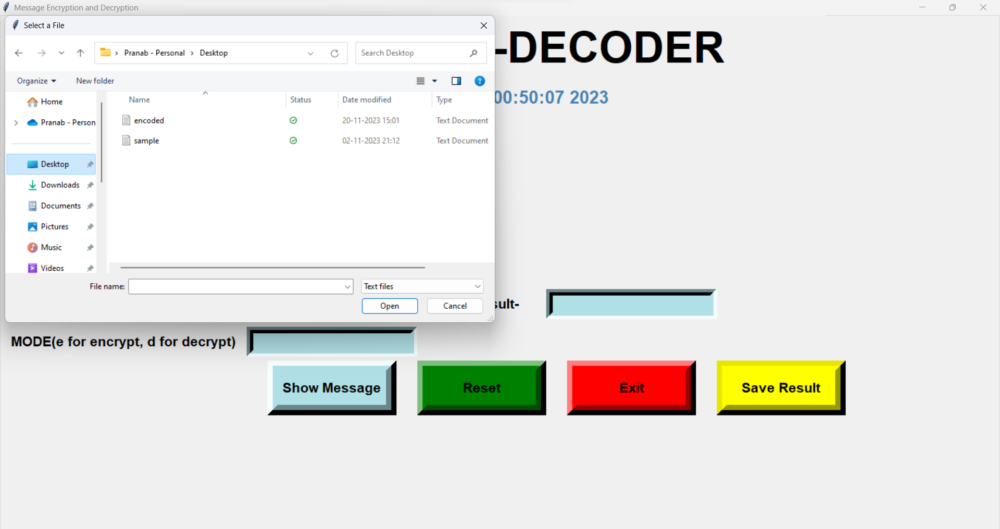 Message Encryption and Decryption
Select a File
Pranab - Personal > Desktop
Search Desktop
-DECODER
Organize
New folder
00:50:07 2023
Name Status Date modified Type
Home
Pranab - Person
encoded 20-11-2023 15:01 Text Document
sample 02-11-2023 21:12 Text Document
Desktop
Downloads
Documents
Pictures
Music
Videos
File name:
Text files
Open
Cancel
sult-
MODE(e for encrypt, d for decrypt)
Show Message
Reset
Exit
Save Result